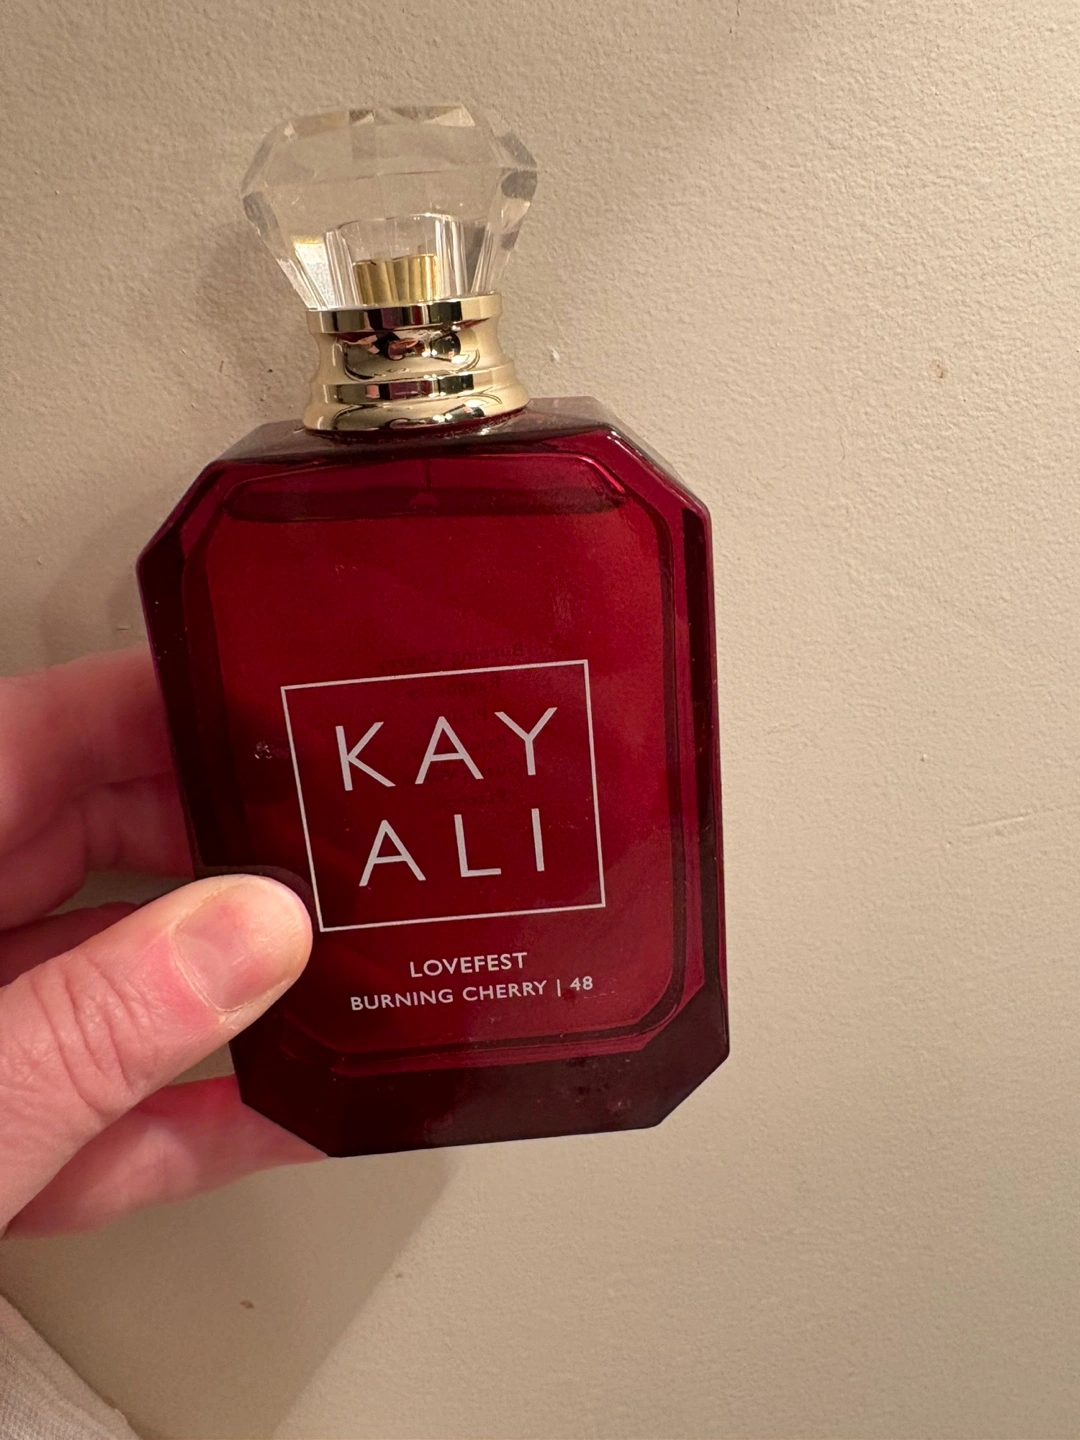 KAY
ALI
LOVEFEST
BURNING CHERRY | 48